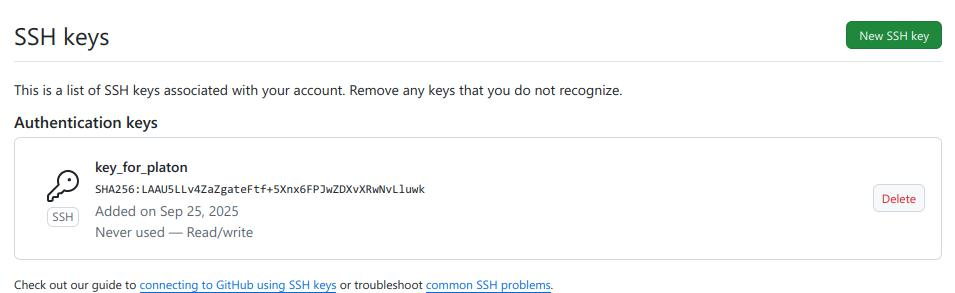 SSH keys
New SSH key
This is a list of SSH keys associated with your account. Remove any keys that you do not recognize.
Authentication keys
key_for_platon
SHA256:LAAU5LLv4ZaZgateFtf+5Xnx6FPJwZDXvXRwNvLluwk
SSH
Added on Sep 25, 2025
Never used — Read/write
Delete
Check out our guide to connecting to GitHub using SSH keys or troubleshoot common SSH problems.